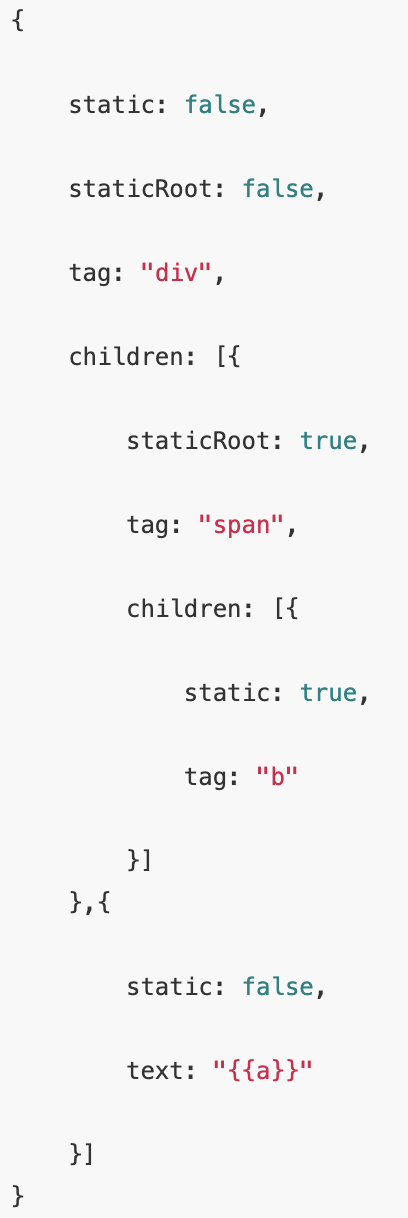 {
    static: false,
    staticRoot: false,
    tag: "div",
    children: [{
        staticRoot: true,
        tag: "span",
        children: [{
            static: true,
            tag: "b"
        }]
    },{
        static: false,
        text: "{{a}}"
    }]
}